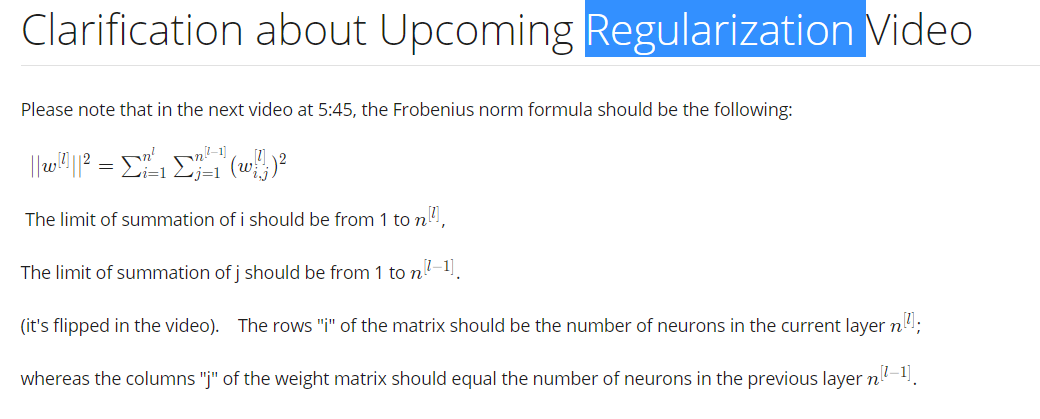 Clarification about Upcoming Regularization Video
Please note that in the next video at 5:45, the Frobenius norm formula should be the following:
||w^[l]||² = ∑_{i=1}^{n^l} ∑_{j=1}^{n^[l−1]} (w_{i,j}^[l])²
The limit of summation of i should be from 1 to n^[l],
The limit of summation of j should be from 1 to n^[l−1].
(it's flipped in the video). The rows "i" of the matrix should be the number of neurons in the current layer n^[l];
whereas the columns "j" of the weight matrix should equal the number of neurons in the previous layer n^[l−1].